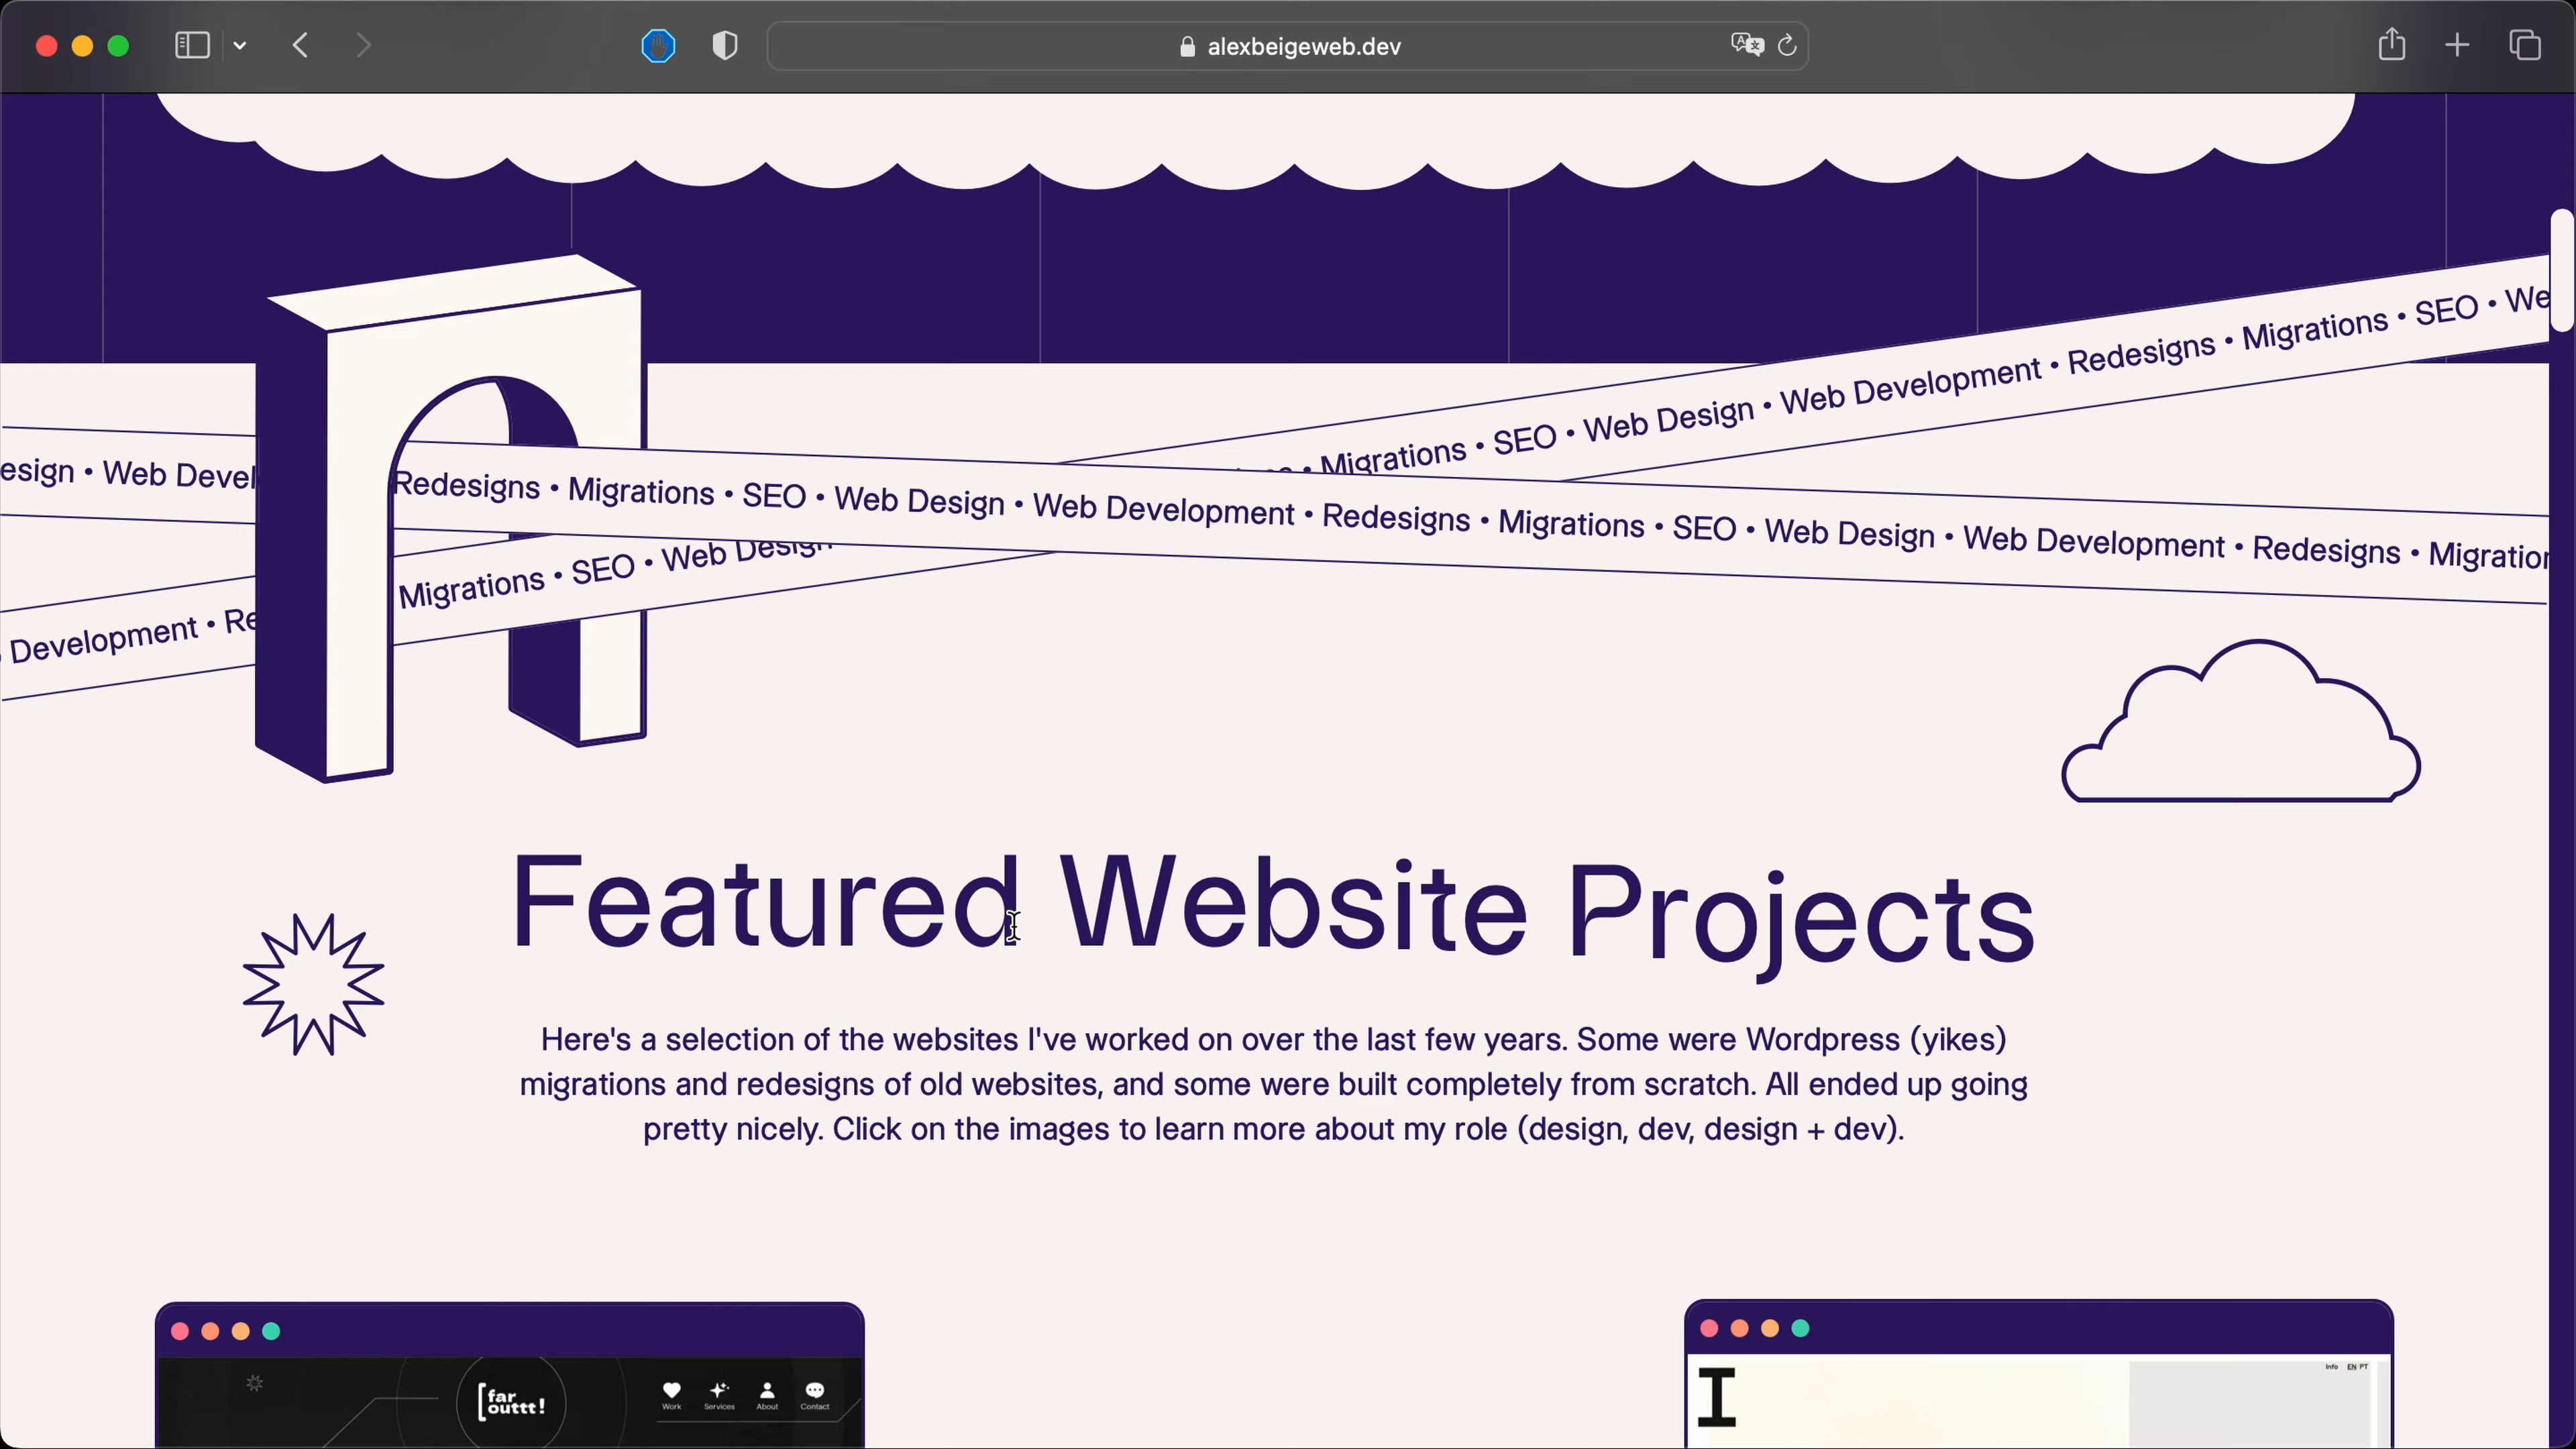 alexbeigeweb.dev
Migrations • SEO • Web Design • Web Development • Redesigns • Migrations • SEO • We
esign • Web Devel
Redesigns • Migrations • SEO • Web Design • Web Development • Redesigns • Migrations • SEO • Web Design • Web Development • Redesigns • Migration
Development • Re
Migrations • SEO • Web Design
Featured Website Projects
Here's a selection of the websites I've worked on over the last few years. Some were Wordpress (yikes)
migrations and redesigns of old websites, and some were built completely from scratch. All ended up going
pretty nicely. Click on the images to learn more about my role (design, dev, design + dev).
[far
outtt!
Work Services About Contact
I
Info EN PT